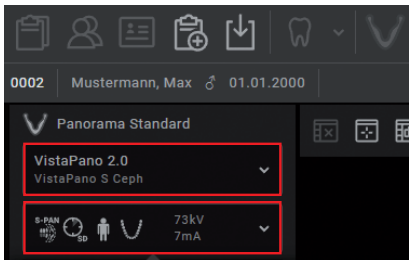 0002 Mustermann, Max ♂ 01.01.2000
Panorama Standard
VistaPano 2.0
VistaPano S Ceph
S-PAN SD 73kV
7mA